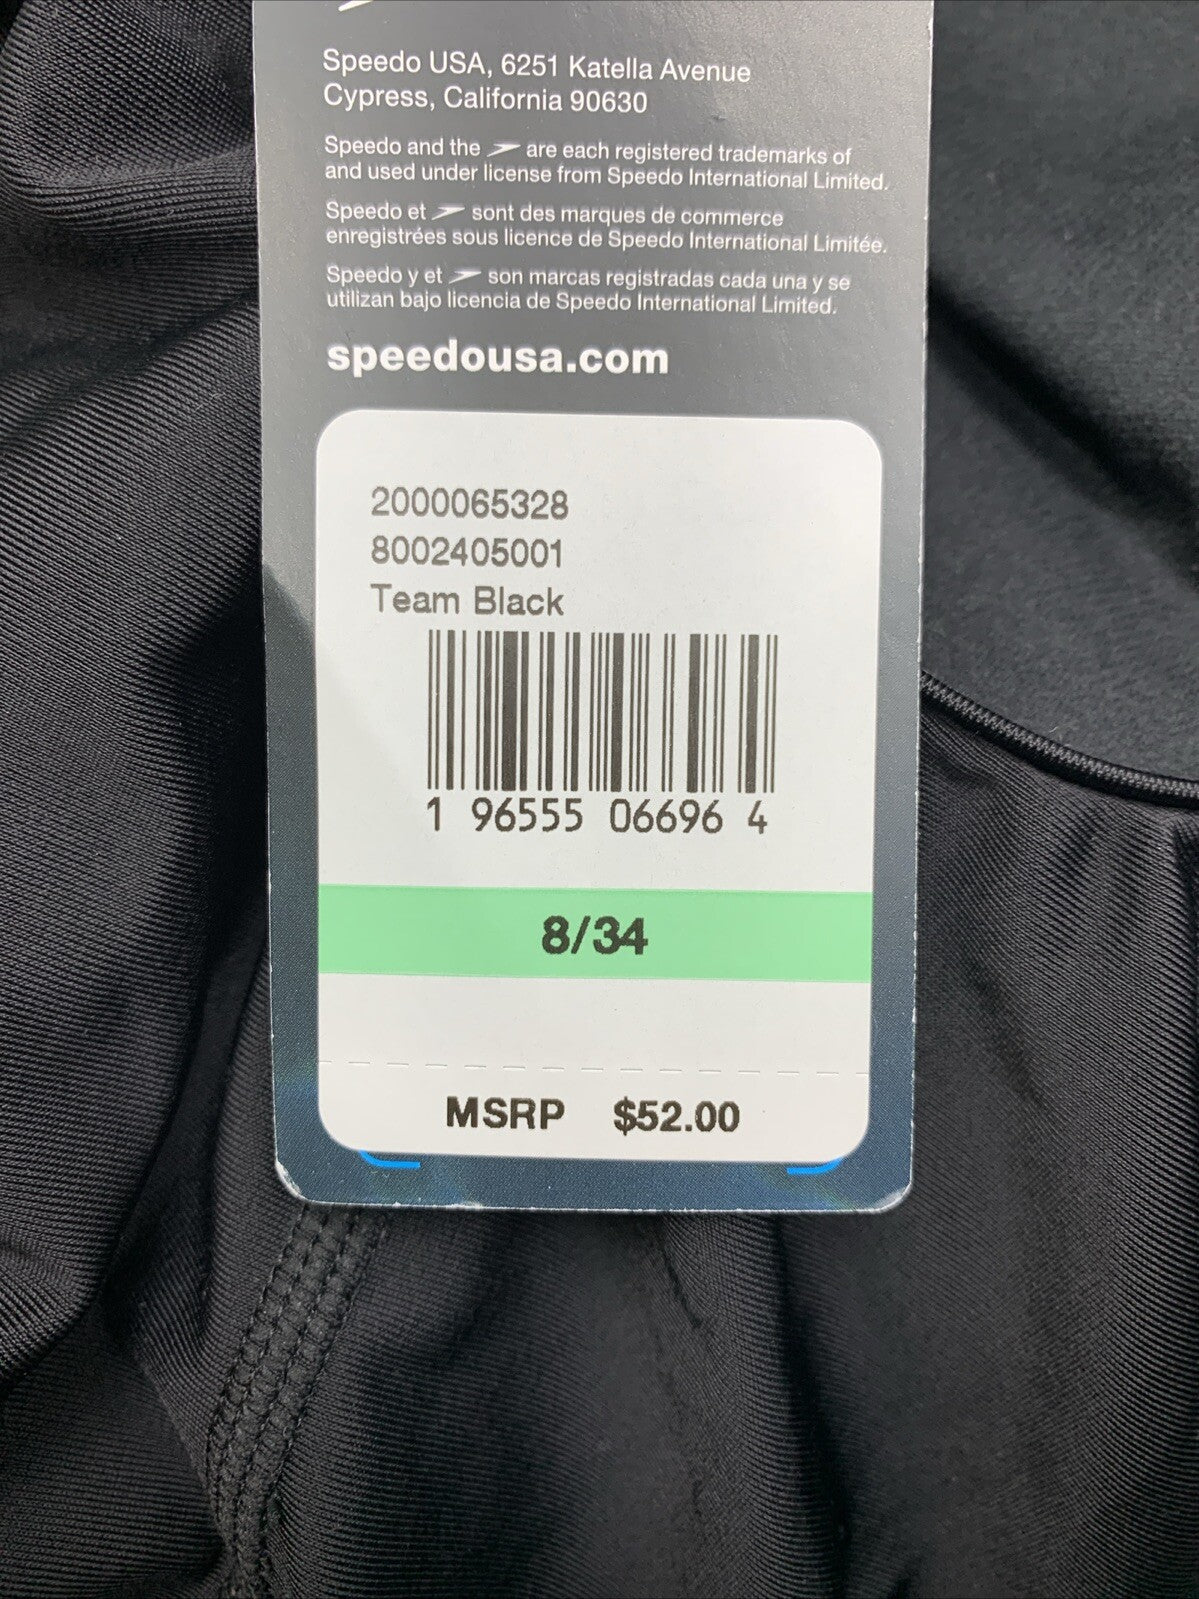 Speedo USA, 6251 Katella Avenue
Cypress, California 90630
Speedo and the are each registered trademarks of
and used under license from Speedo International Limited.
Speedo et sont des marques de commerce
enregistrées sous licence de Speedo International Limitée.
Speedo y et son marcas registradas cada una y se
utilizan bajo licencia de Speedo International Limited.
speedousa.com
2000065328
8002405001
Team Black
1 96555 06696 4
8/34
MSRP $52.00